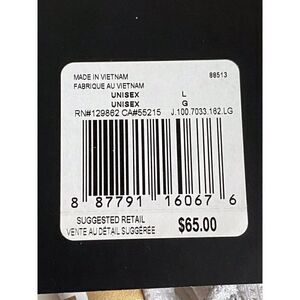 MADE IN VIETNAM 88513
FABRIQUE AU VIETNAM
UNISEX L
UNISEX G
RN#129862 CA#55215 J.100.7033.162.LG
8 87791 16067 6
SUGGESTED RETAIL
VENTE AU DÉTAIL SUGGÉRÉE $65.00